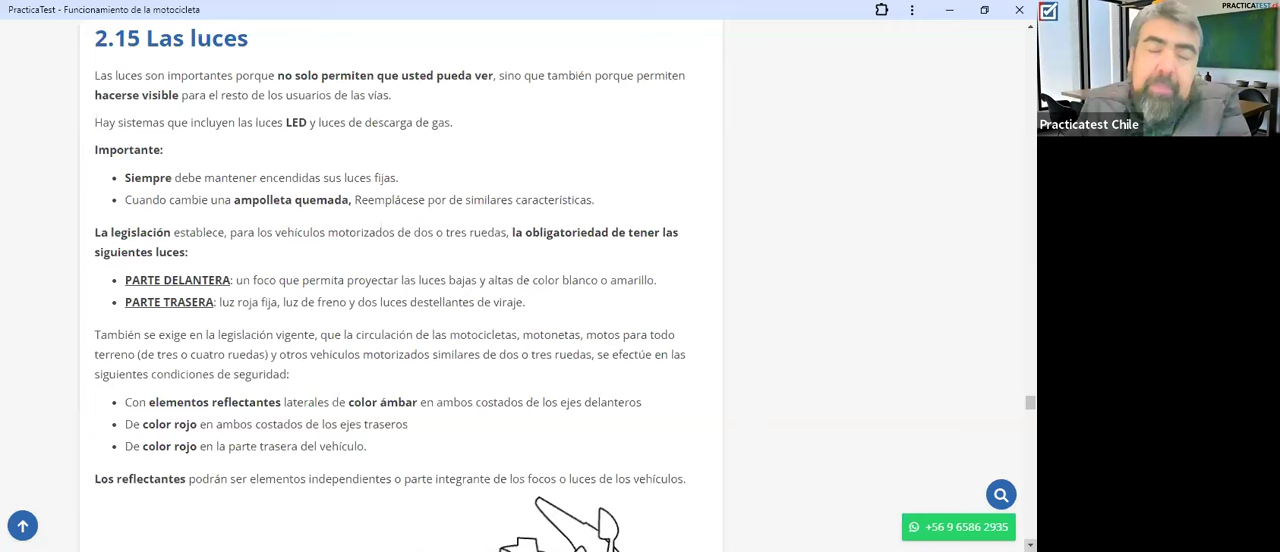 PracticaTest - Funcionamiento de la motocicleta
PRACTICATEST
2.15 Las luces
Las luces son importantes porque no solo permiten que usted pueda ver, sino que también porque permiten
hacerse visible para el resto de los usuarios de las vías.
Practicatest Chile
Hay sistemas que incluyen las luces LED y luces de descarga de gas.
Importante:
• Siempre debe mantener encendidas sus luces fijas.
• Cuando cambie una ampolleta quemada, Reemplácese por de similares características.
La legislación establece, para los vehículos motorizados de dos o tres ruedas, la obligatoriedad de tener las
siguientes luces:
• PARTE DELANTERA: un foco que permita proyectar las luces bajas y altas de color blanco o amarillo.
• PARTE TRASERA: luz roja fija, luz de freno y dos luces destellantes de viraje.
También se exige en la legislación vigente, que la circulación de las motocicletas, motonetas, motos para todo
terreno (de tres o cuatro ruedas) y otros vehiculos motorizados similares de dos o tres ruedas, se efectúe en las
siguientes condiciones de seguridad:
• Con elementos reflectantes laterales de color ámbar en ambos costados de los ejes delanteros
• De color rojo en ambos costados de los ejes traseros
• De color rojo en la parte trasera del vehículo.
Los reflectantes podrán ser elementos independientes o parte integrante de los focos o luces de los vehículos.
+56 9 6586 2935